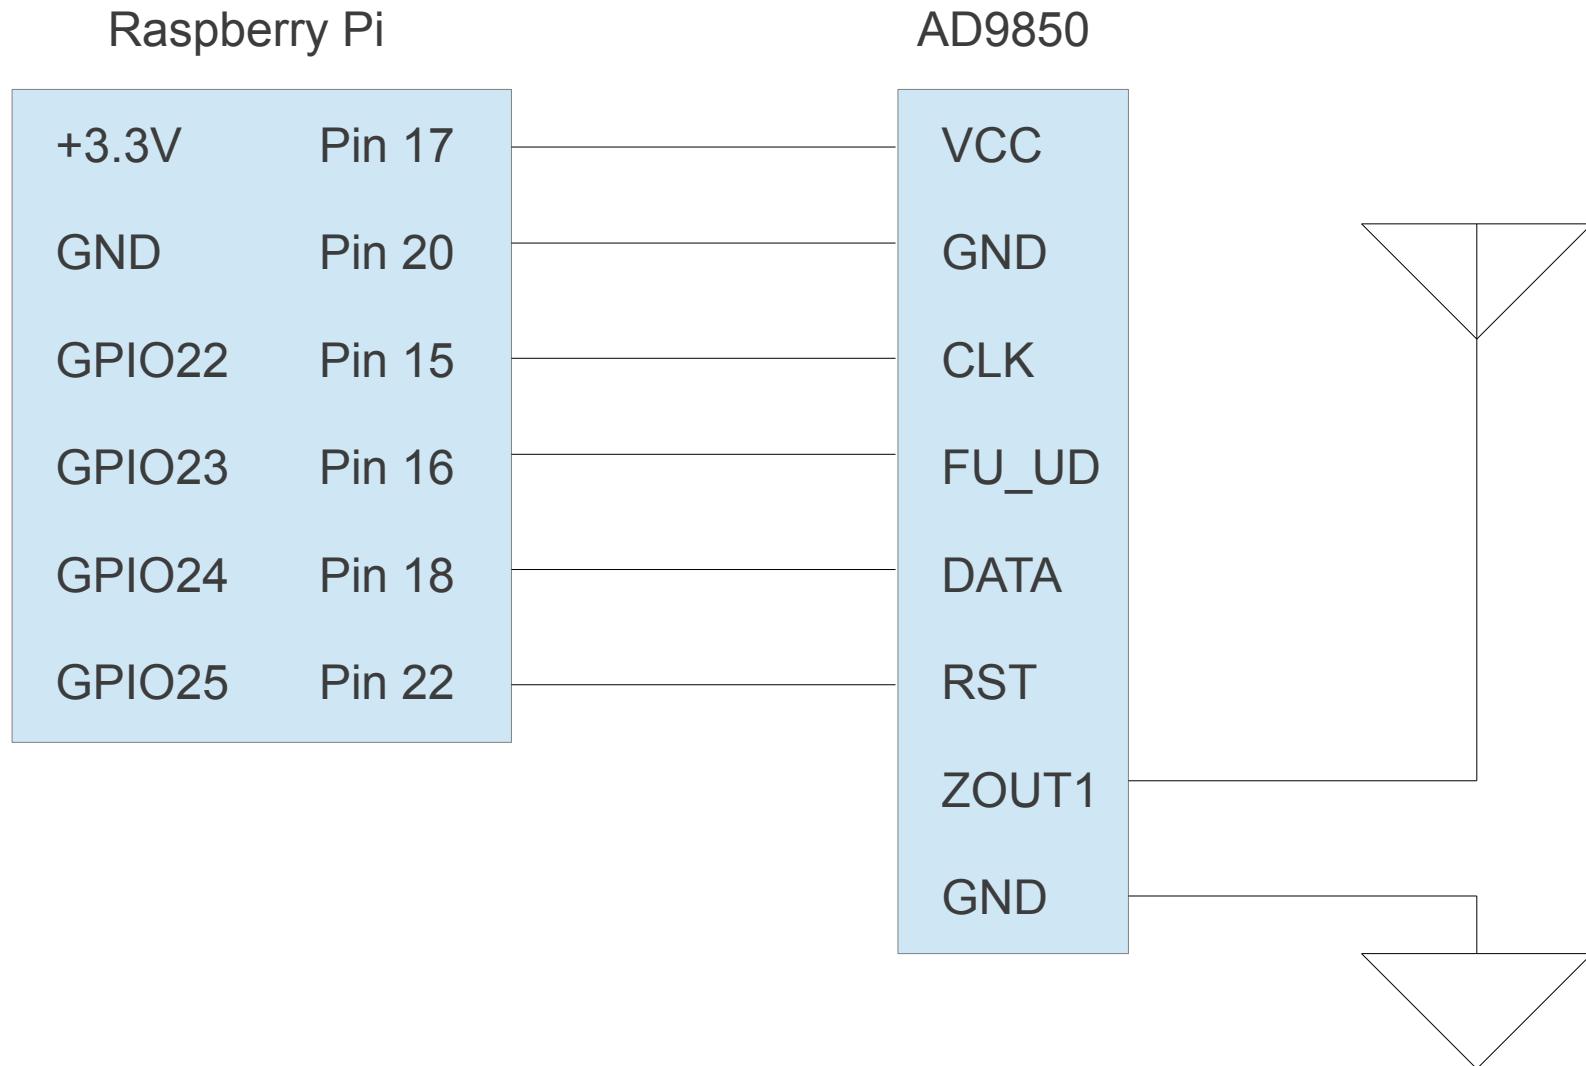 Raspberry Pi AD9850
+3.3V Pin 17 VCC
GND Pin 20 GND
GPIO22 Pin 15 CLK
GPIO23 Pin 16 FU_UD
GPIO24 Pin 18 DATA
GPIO25 Pin 22 RST
ZOUT1
GND